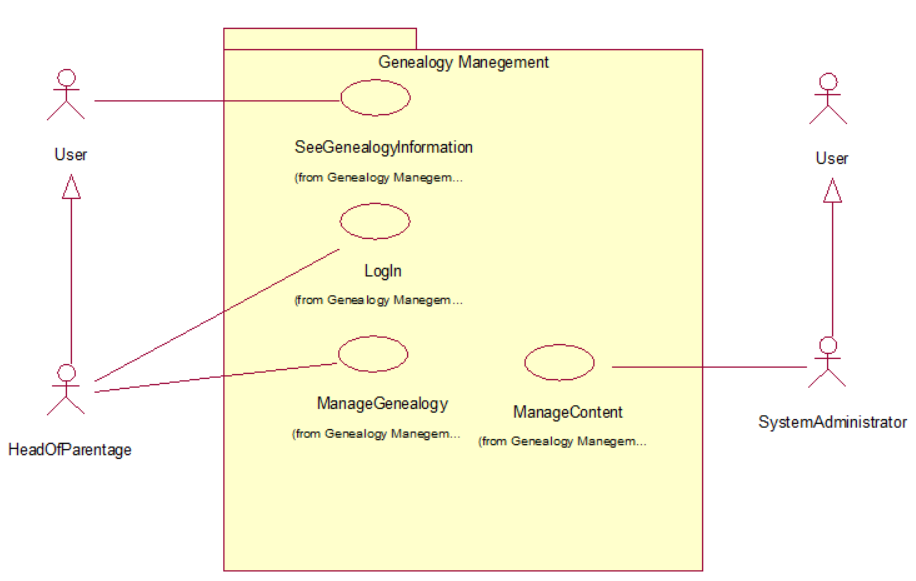 Genealogy Manegement
User
SeeGenealogyInformation
(from Genealogy Manegem...
User
LogIn
(from Genealogy Manegem...
ManageGenealogy
(from Genealogy Manegem...
ManageContent
(from Genealogy Manegem...
HeadOfParentage
SystemAdministrator